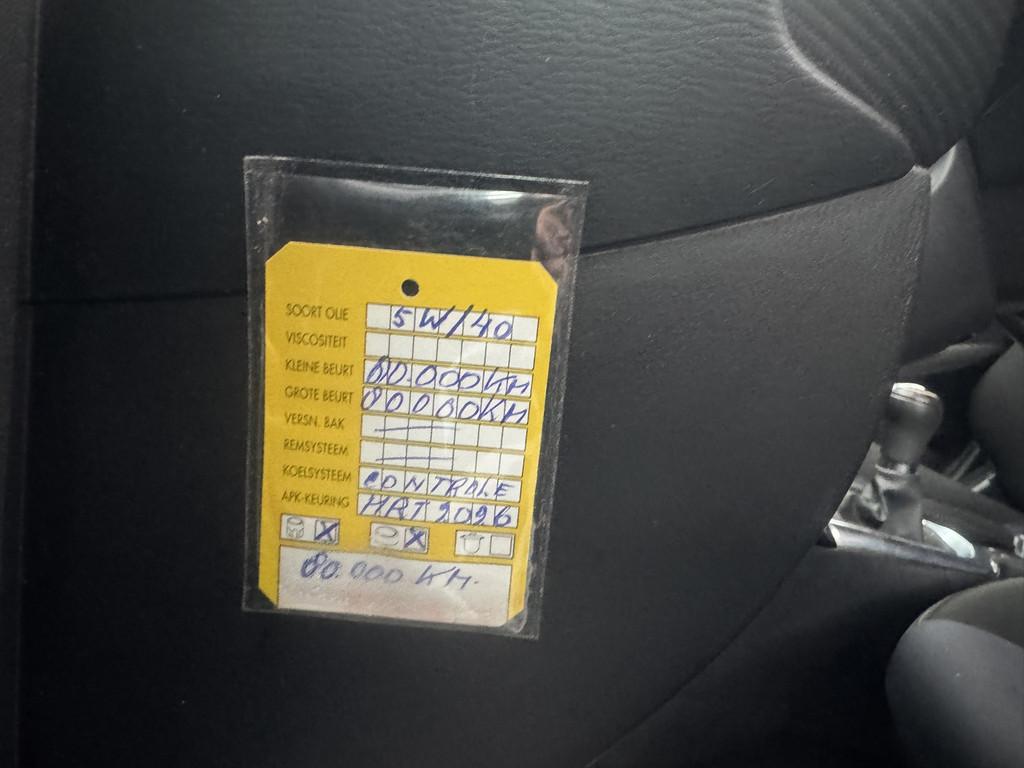 SOORT OLIE 5W/40
VISCOSITEIT
KLEINE BEURT 80.000KM
GROTE BEURT 80000KM
VERSN. BAK
REMSYSTEEM
KOELSYSTEEM CONTROLE
APK-KEURING MRT 2026
X X
80.000 KM.